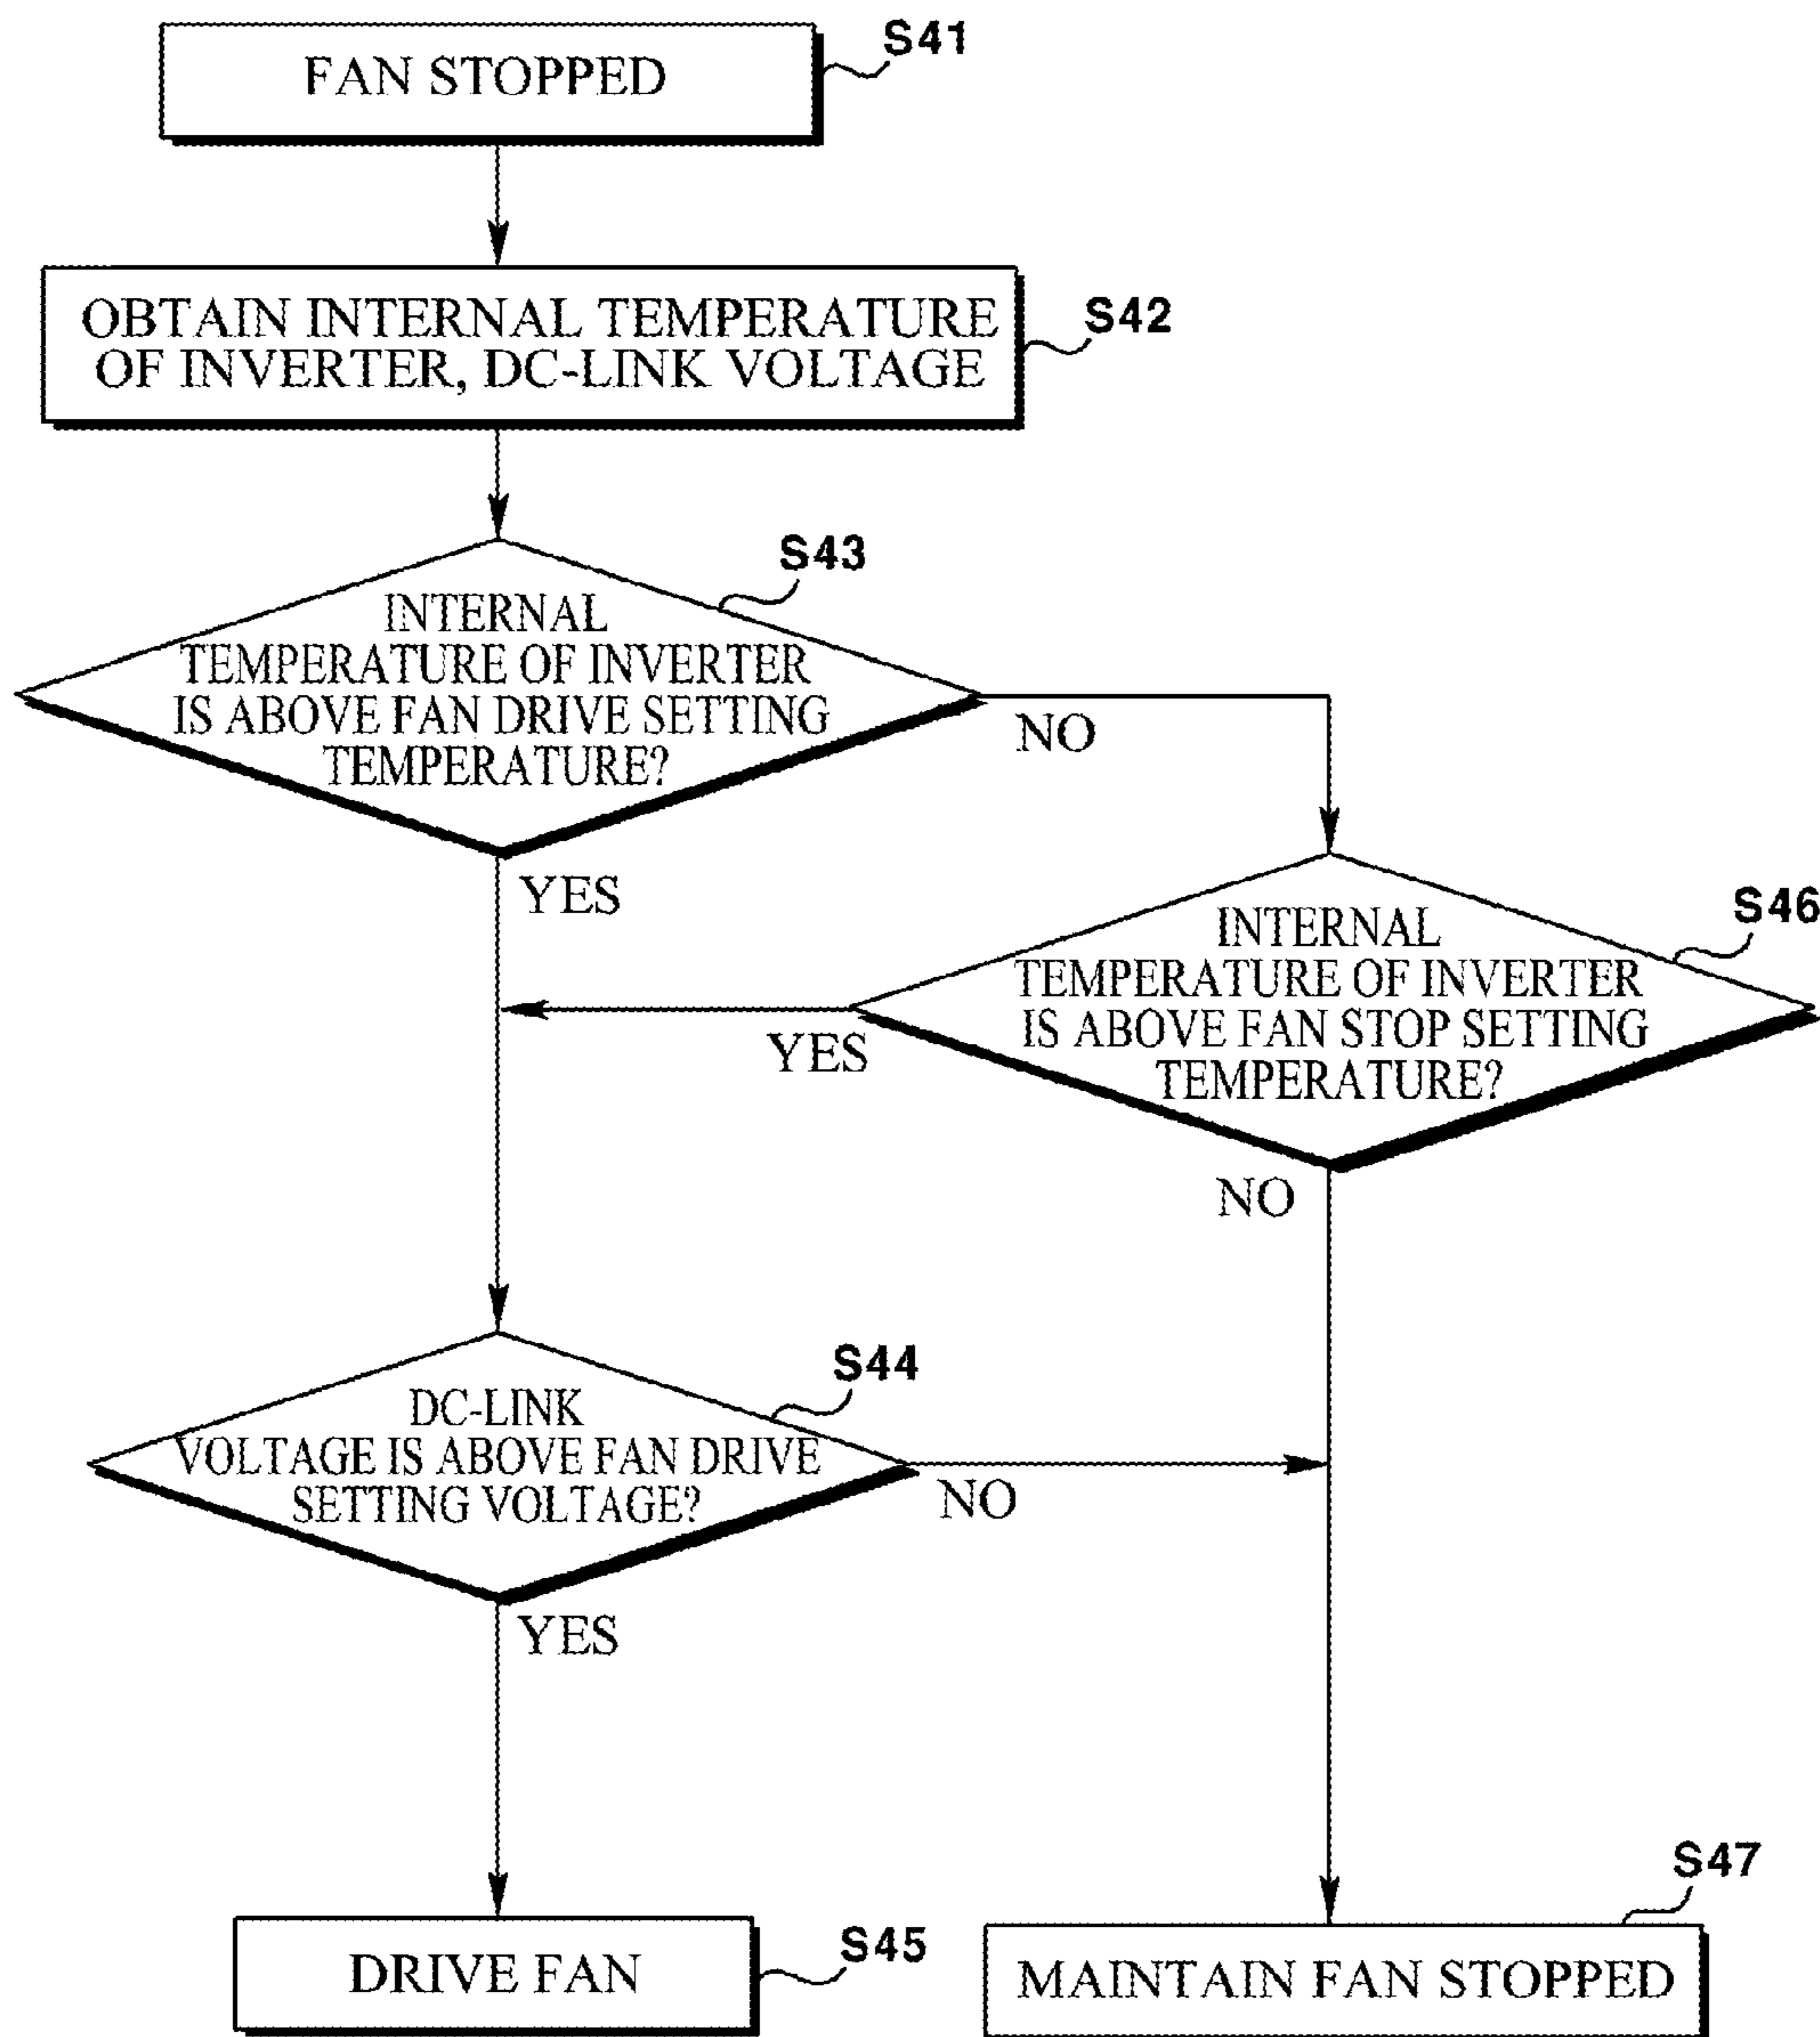 FAN STOPPED
S41
OBTAIN INTERNAL TEMPERATURE
OF INVERTER, DC-LINK VOLTAGE
S42
S43
INTERNAL
TEMPERATURE OF INVERTER
IS ABOVE FAN DRIVE SETTING
TEMPERATURE?
NO
YES
S46
INTERNAL
TEMPERATURE OF INVERTER
IS ABOVE FAN STOP SETTING
TEMPERATURE?
YES
NO
S44
DC-LINK
VOLTAGE IS ABOVE FAN DRIVE
SETTING VOLTAGE?
NO
YES
DRIVE FAN
S45
S47
MAINTAIN FAN STOPPED